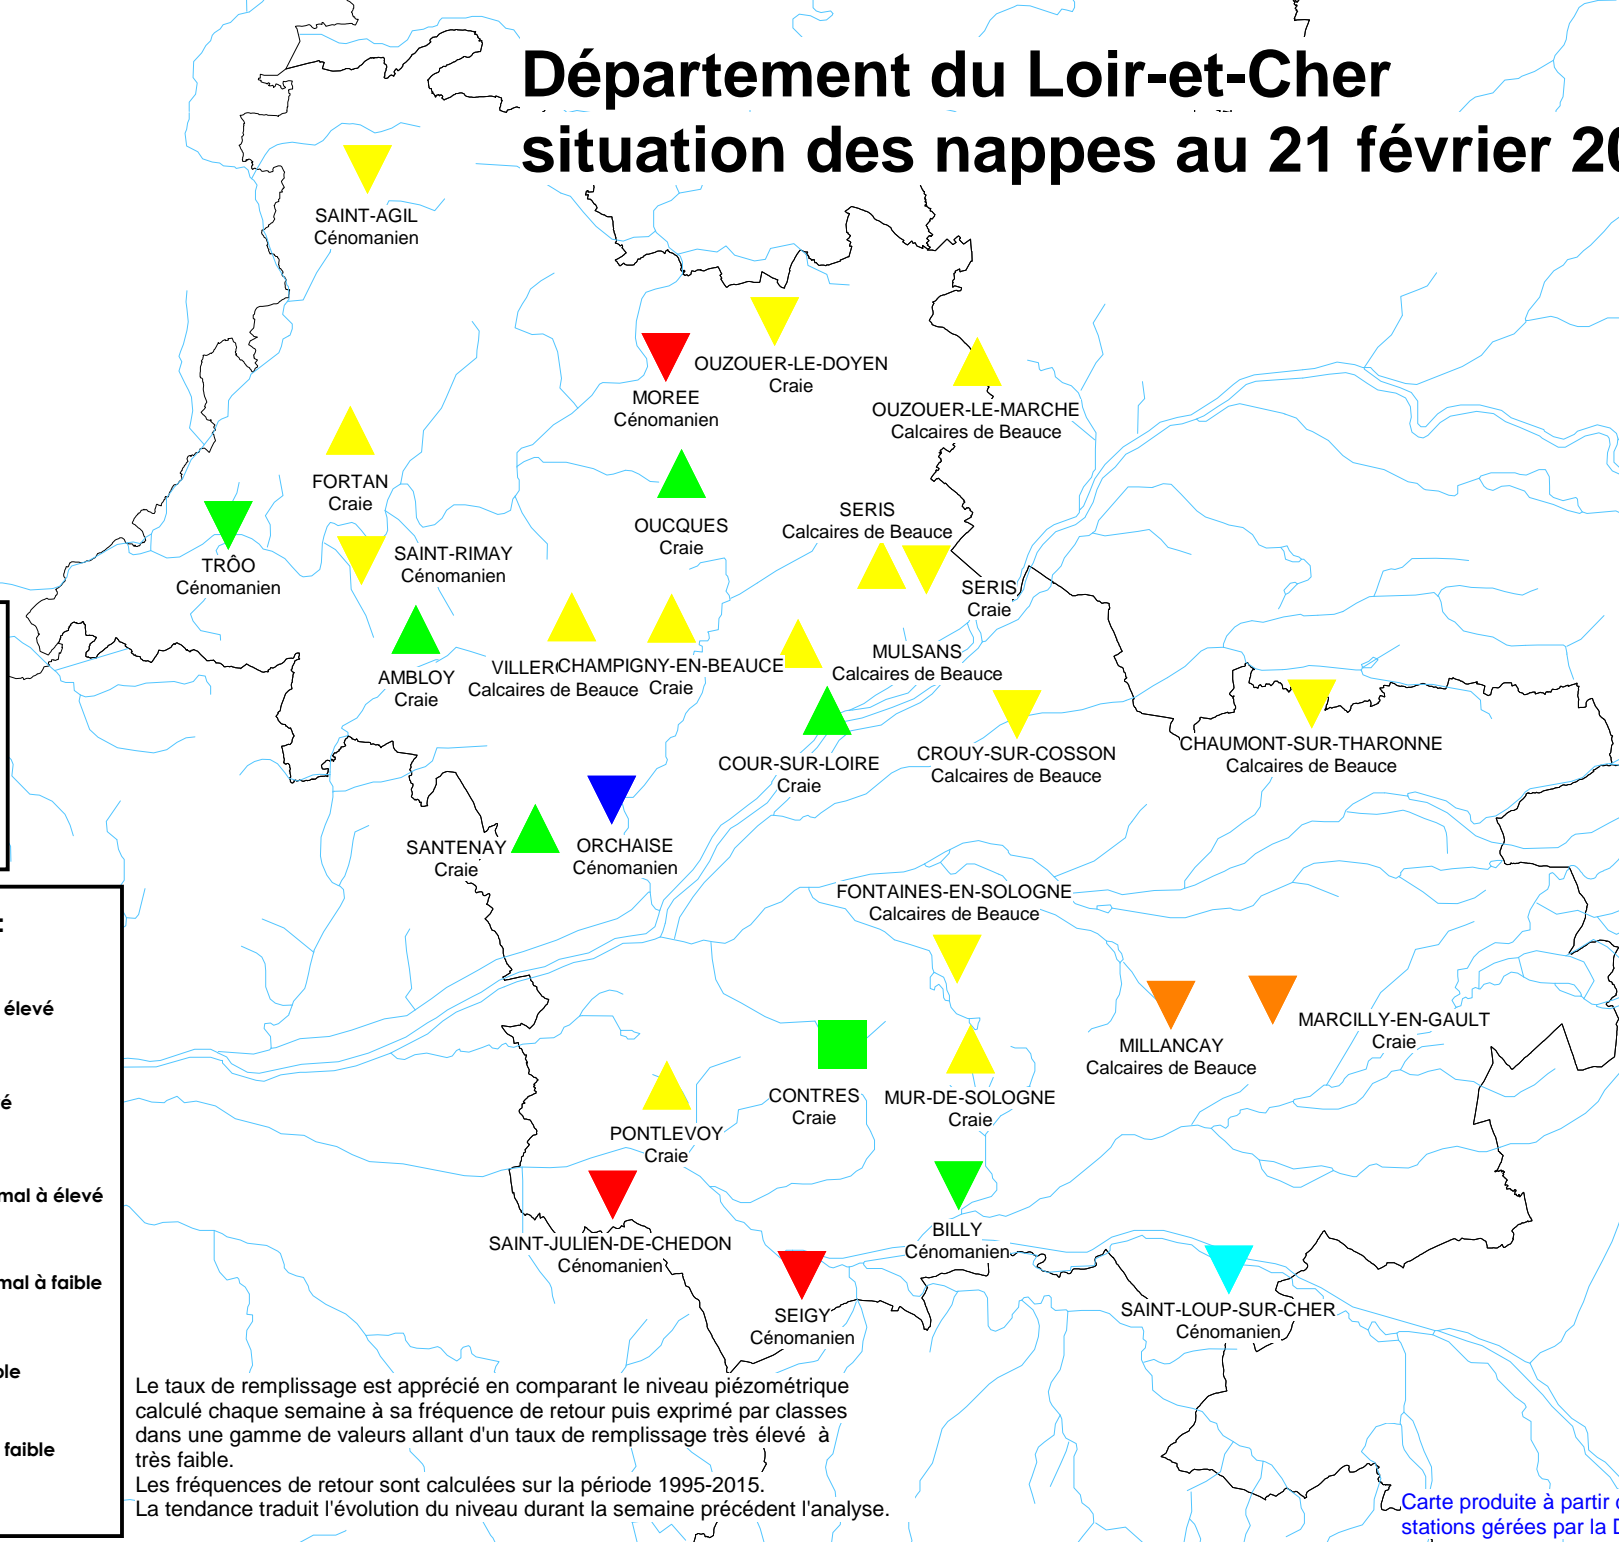 Département du Loir-et-Cher
situation des nappes au 21 février 20
SAINT-AGIL
Cénomanien
OUZOUER-LE-DOYEN
Craie
MOREE
Cénomanien
OUZOUER-LE-MARCHE
Calcaires de Beauce
FORTAN
Craie
OUCQUES
Craie
SERIS
Calcaires de Beauce
TRÔO
Cénomanien
SAINT-RIMAY
Cénomanien
SERIS
Craie
AMBLOY
Craie
CHAMPIGNY-EN-BEAUCE
Calcaires de Beauce
Craie
MULSANS
Calcaires de Beauce
COUR-SUR-LOIRE
Craie
CROUY-SUR-COSSON
Calcaires de Beauce
CHAUMONT-SUR-THARONNE
Calcaires de Beauce
SANTENAY
Craie
ORCHAISE
Cénomanien
FONTAINES-EN-SOLOGNE
Calcaires de Beauce
MILLANCAY
Calcaires de Beauce
MARCILLY-EN-GAULT
Craie
CONTRES
Craie
MUR-DE-SOLOGNE
Craie
PONTLEVOY
Craie
SAINT-JULIEN-DE-CHEDON
Cénomanien
BILLY
Cénomanien
SEIGY
Cénomanien
SAINT-LOUP-SUR-CHER
Cénomanien
:
élevé
é
mal à élevé
mal à faible
ble
faible
Le taux de remplissage est apprécié en comparant le niveau piézométrique
calculé chaque semaine à sa fréquence de retour puis exprimé par classes
dans une gamme de valeurs allant d'un taux de remplissage très élevé à
très faible.
Les fréquences de retour sont calculées sur la période 1995-2015.
La tendance traduit l'évolution du niveau durant la semaine précédent l'analyse.
Carte produite à partir
stations gérées par la D